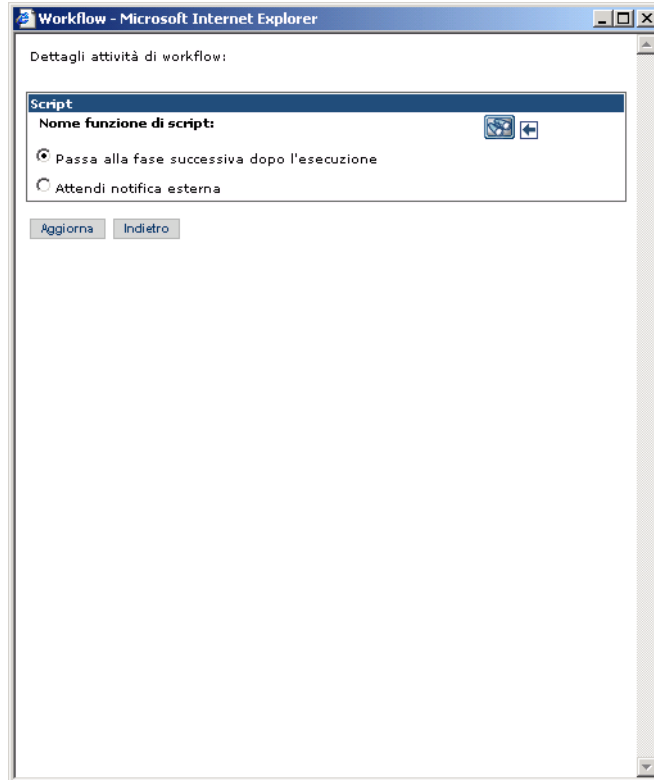 Workflow - Microsoft Internet Explorer
Dettagli attività di workflow:
Script
Nome funzione di script:
Passa alla fase successiva dopo l'esecuzione
Attendi notifica esterna
Aggiorna Indietro